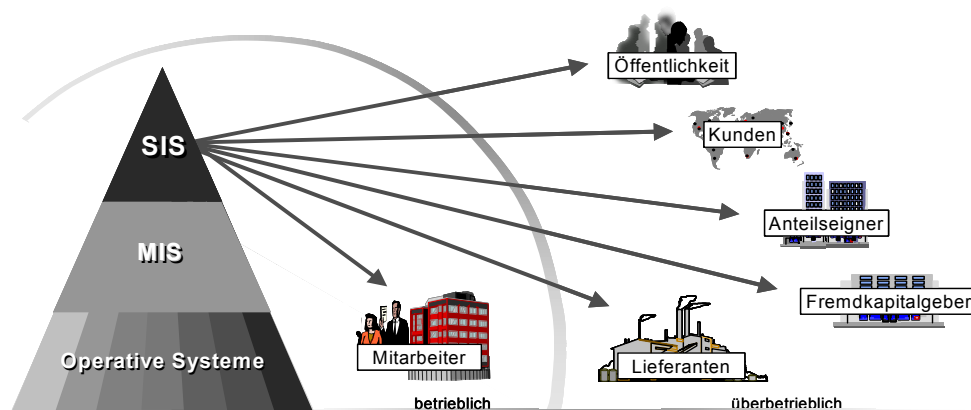 Öffentlichkeit
Kunden
SIS
Anteilseigner
MIS
Fremdkapitalgeber
Mitarbeiter
Lieferanten
Operative Systeme
betrieblich
überbetrieblich